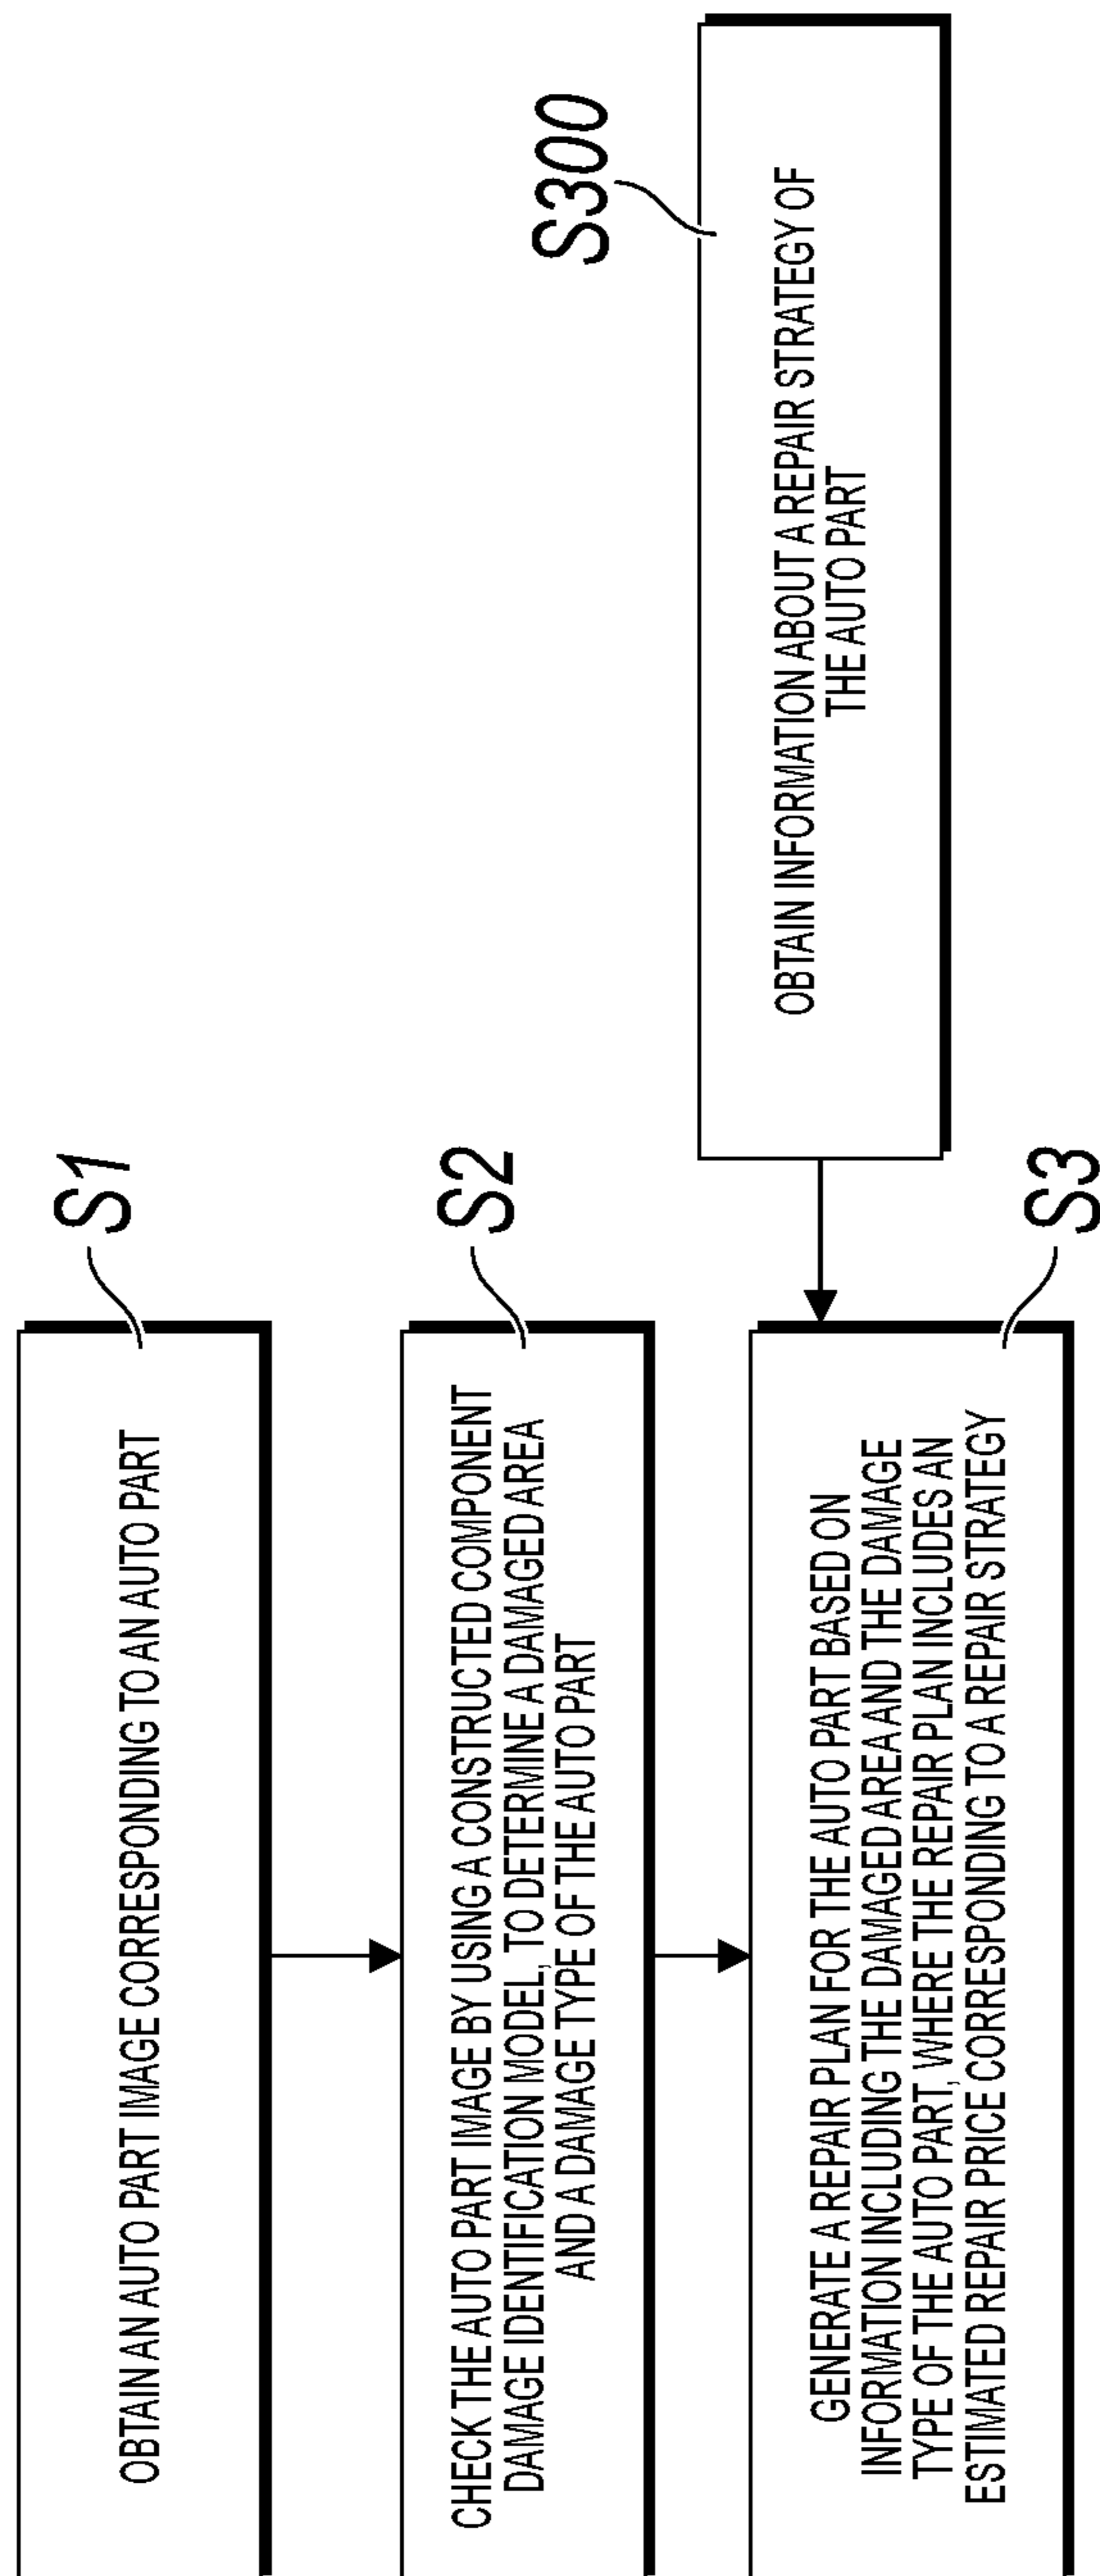 S1
OBTAIN AN AUTO PART IMAGE CORRESPONDING TO AN AUTO PART
S2
CHECK THE AUTO PART IMAGE BY USING A CONSTRUCTED COMPONENT
DAMAGE IDENTIFICATION MODEL, TO DETERMINE A DAMAGED AREA
AND A DAMAGE TYPE OF THE AUTO PART
S300
OBTAIN INFORMATION ABOUT A REPAIR STRATEGY OF
THE AUTO PART
S3
GENERATE A REPAIR PLAN FOR THE AUTO PART BASED ON
INFORMATION INCLUDING THE DAMAGED AREA AND THE DAMAGE
TYPE OF THE AUTO PART, WHERE THE REPAIR PLAN INCLUDES AN
ESTIMATED REPAIR PRICE CORRESPONDING TO A REPAIR STRATEGY